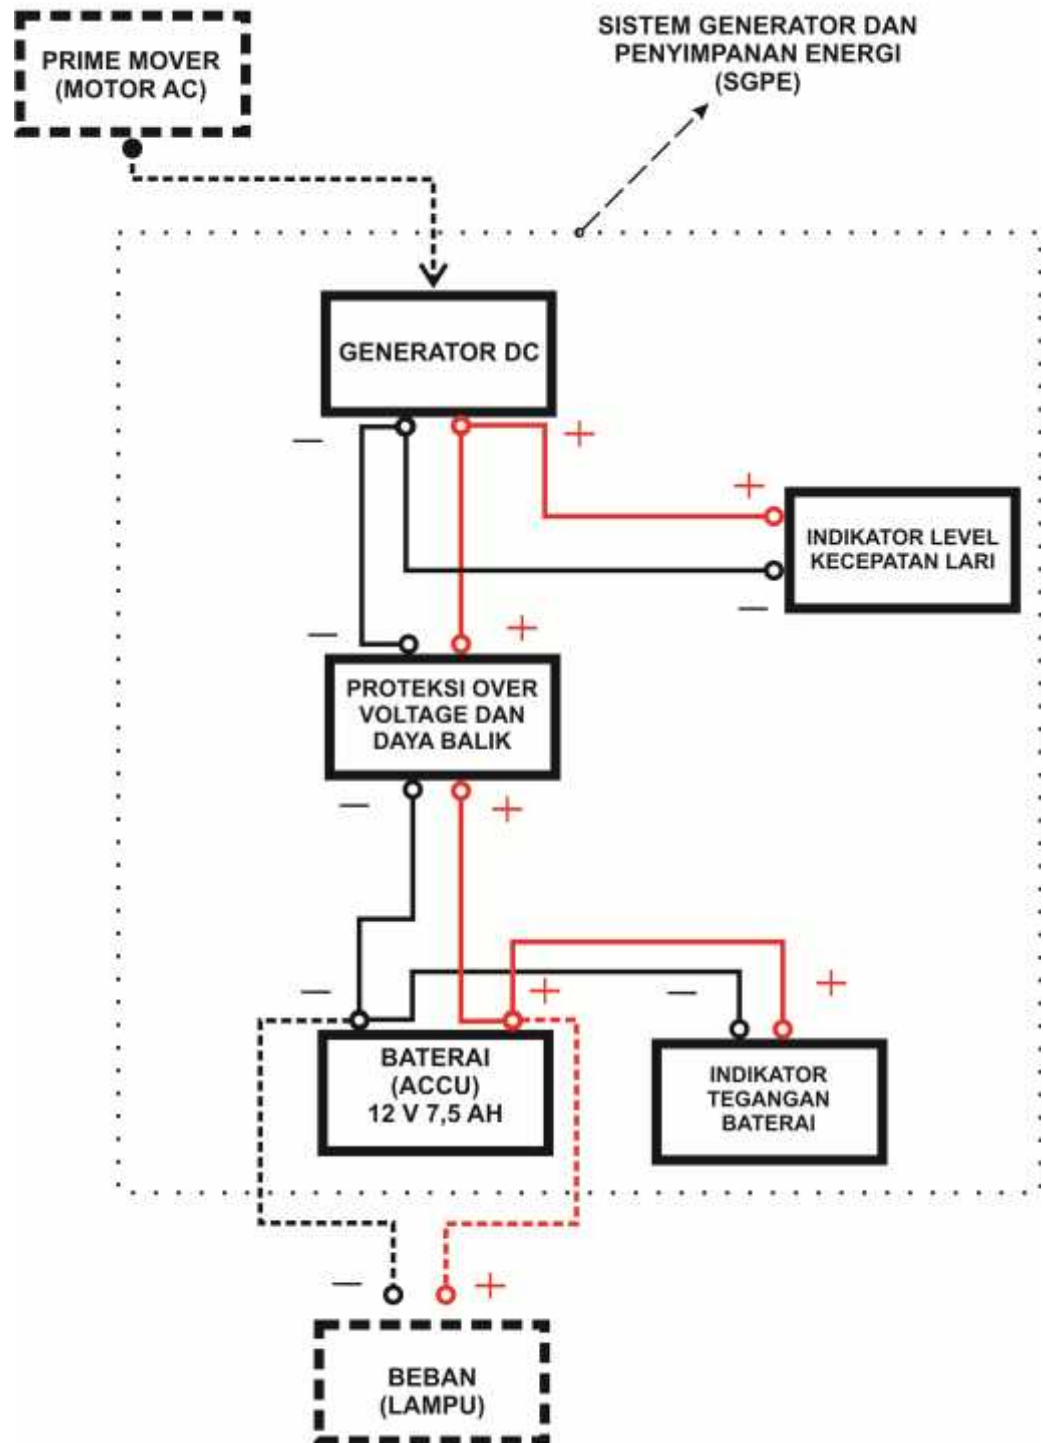 PRIME MOVER
(MOTOR AC)
SISTEM GENERATOR DAN
PENYIMPANAN ENERGI
(SGPE)
GENERATOR DC
—
+
+
INDIKATOR LEVEL
KECEPATAN LARI
—
—
+
PROTEKSI OVER
VOLTAGE DAN
DAYA BALIK
—
+
—
+
—
+
BATERAI
(ACCU)
12 V 7,5 AH
INDIKATOR
TEGANGAN
BATERAI
—
+
BEBAN
(LAMPU)